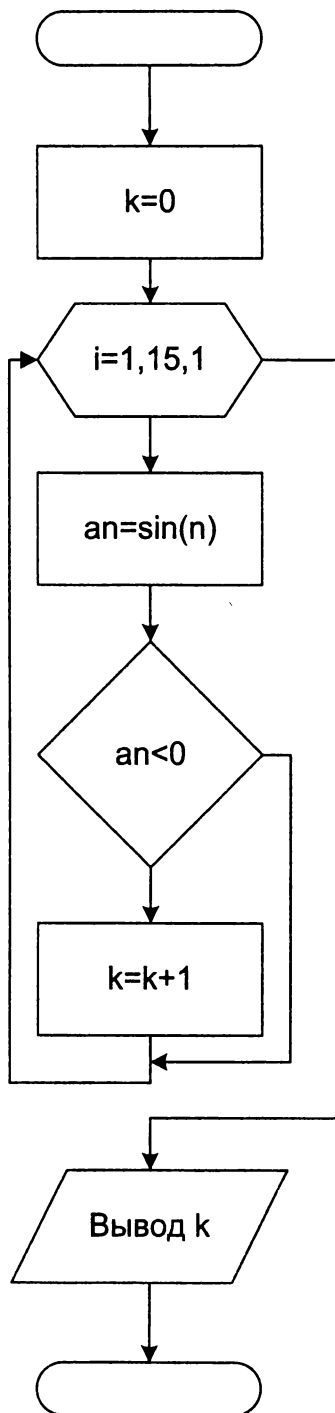 k=0
i=1,15,1
an=sin(n)
an<0
k=k+1
Вывод k